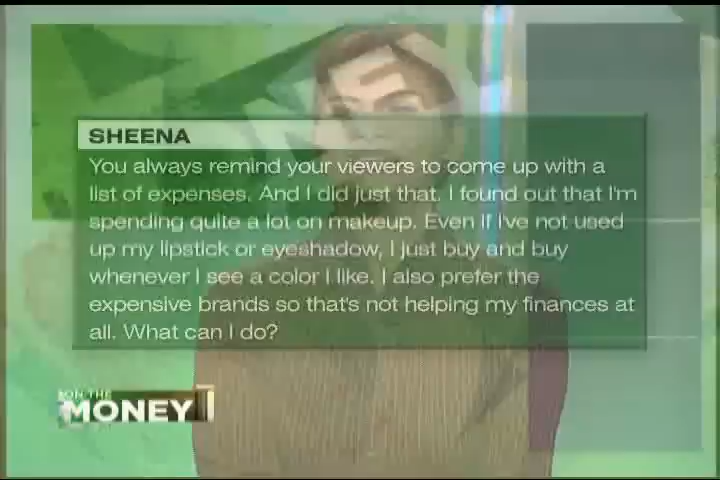 SHEENA
You always remind your viewers to come up with a
list of expenses. And I did just that. I found out that I'm
spending quite a lot on makeup. Even if I've not used
up my lipstick or eyeshadow, I just buy and buy
whenever I see a color I like. I also prefer the
expensive brands so that's not helping my finances at
all. What can I do?
ON THE
MONEY